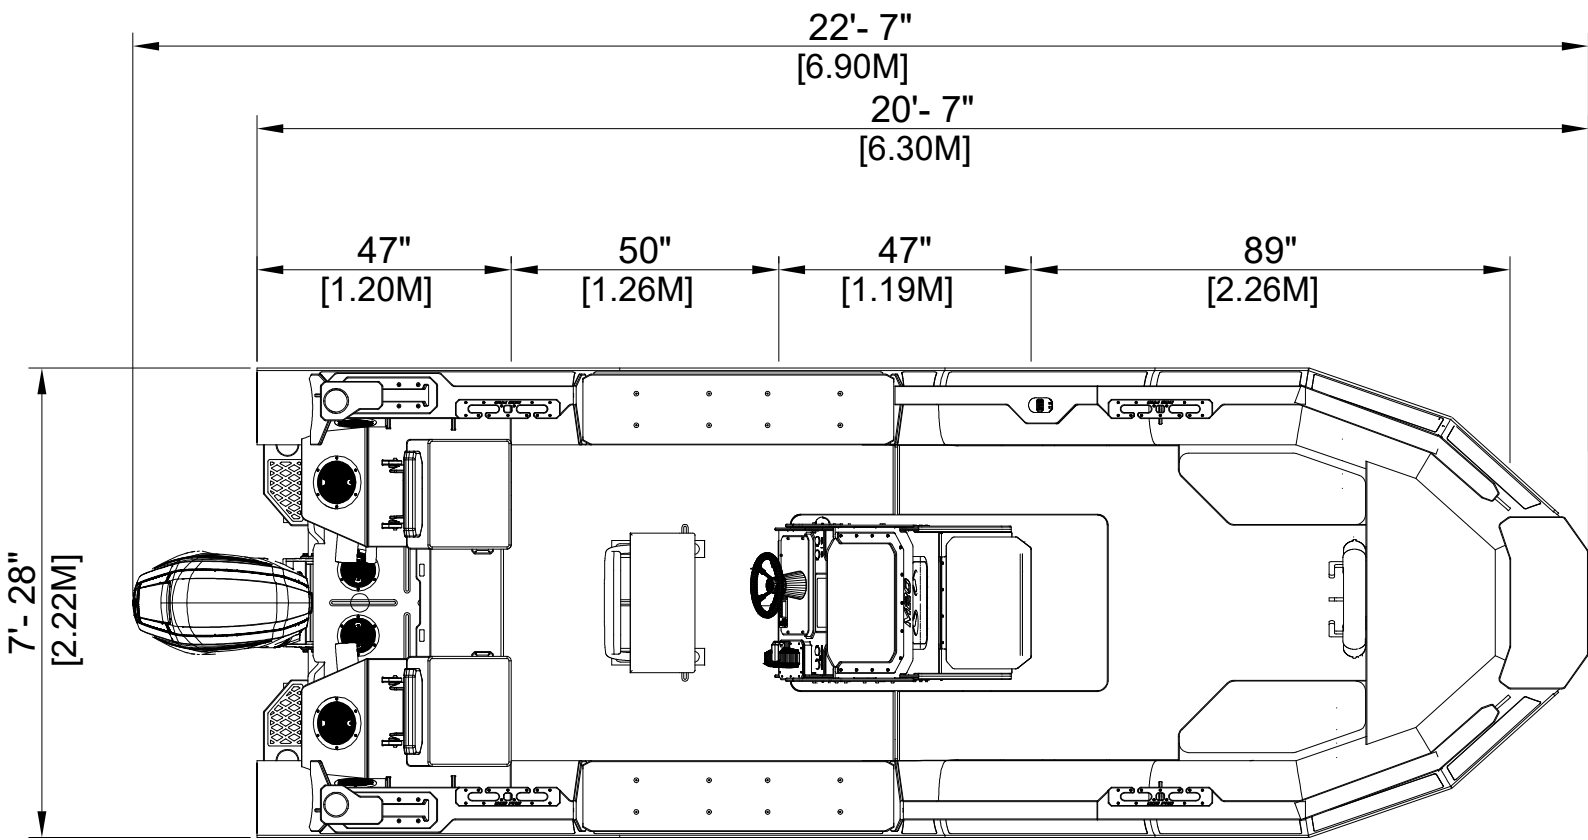 22'- 7"
[6.90M]
20'- 7"
[6.30M]
47"
[1.20M]
50"
[1.26M]
47"
[1.19M]
89"
[2.26M]
7'- 28"
[2.22M]